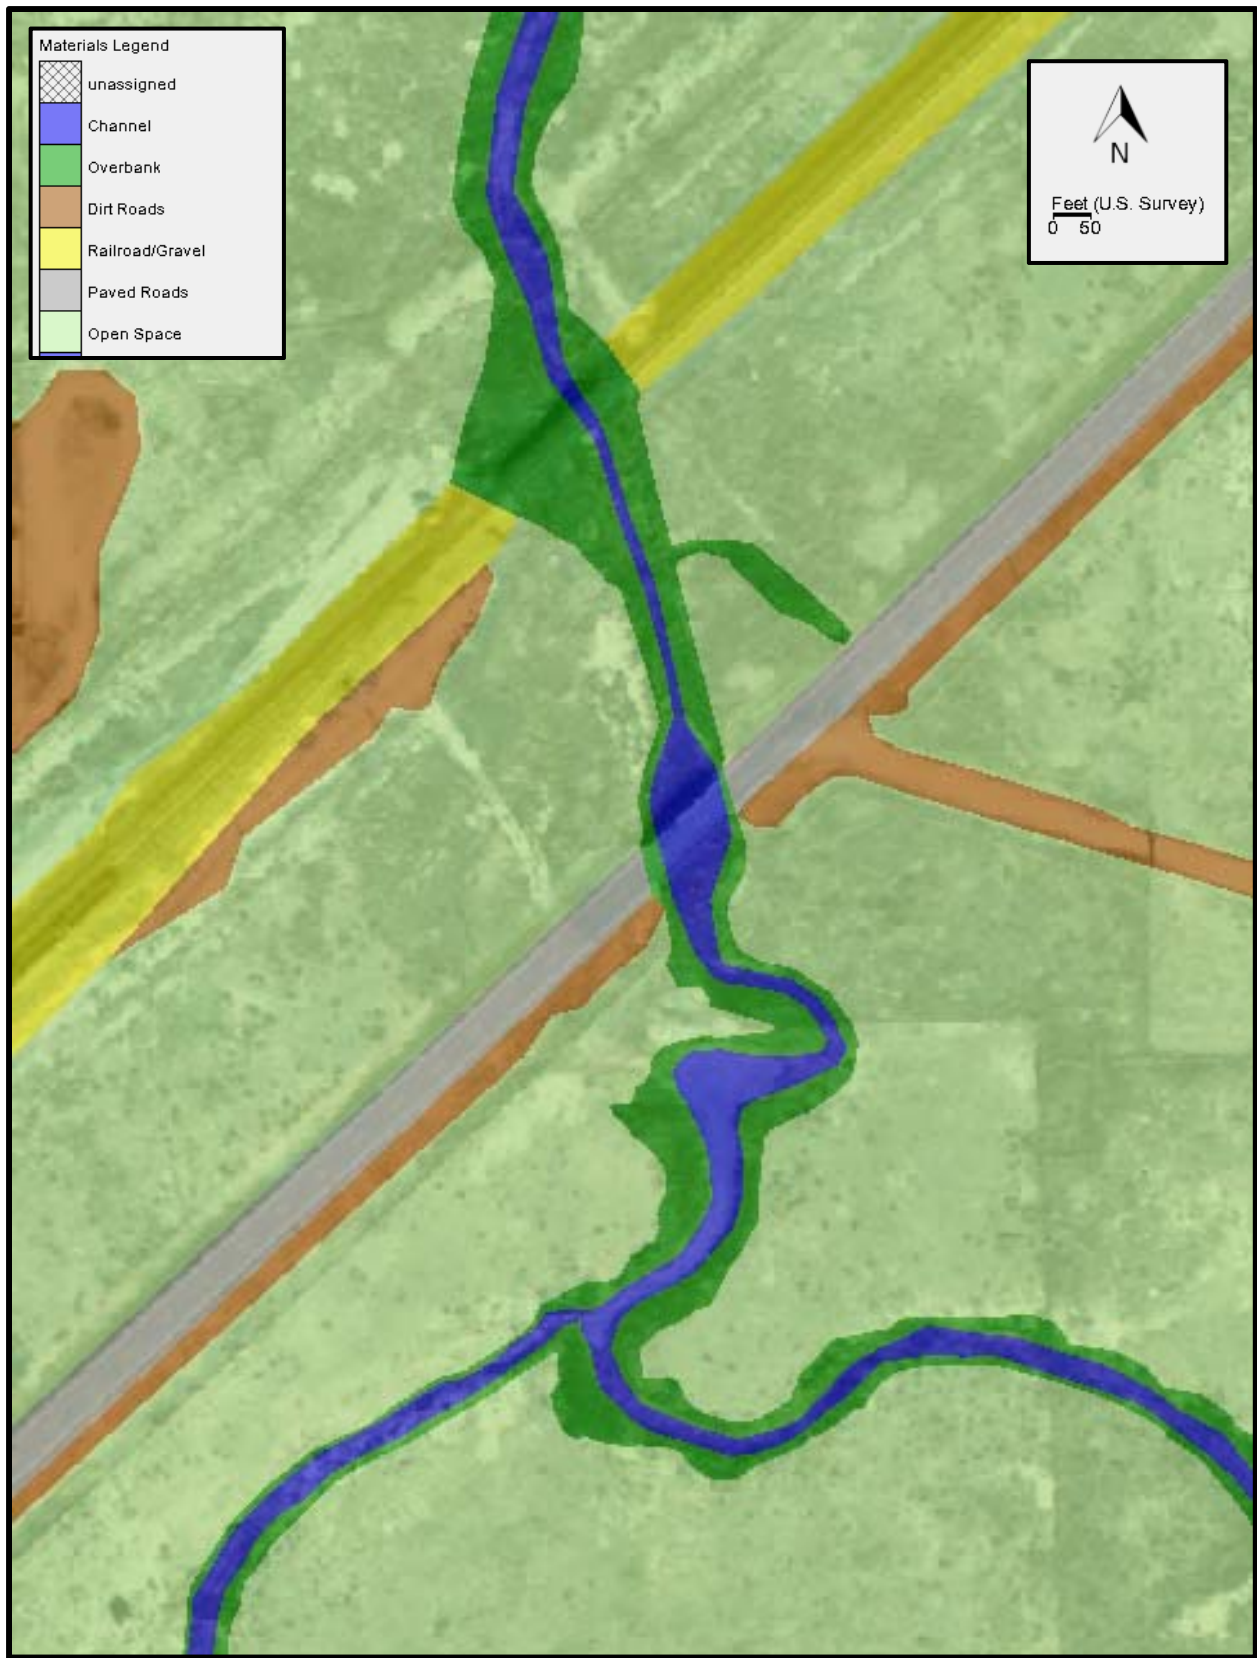 Materials Legend
unassigned
Channel
Overbank
Dirt Roads
Railroad/Gravel
Paved Roads
Open Space
N
Feet (U.S. Survey)
0 50